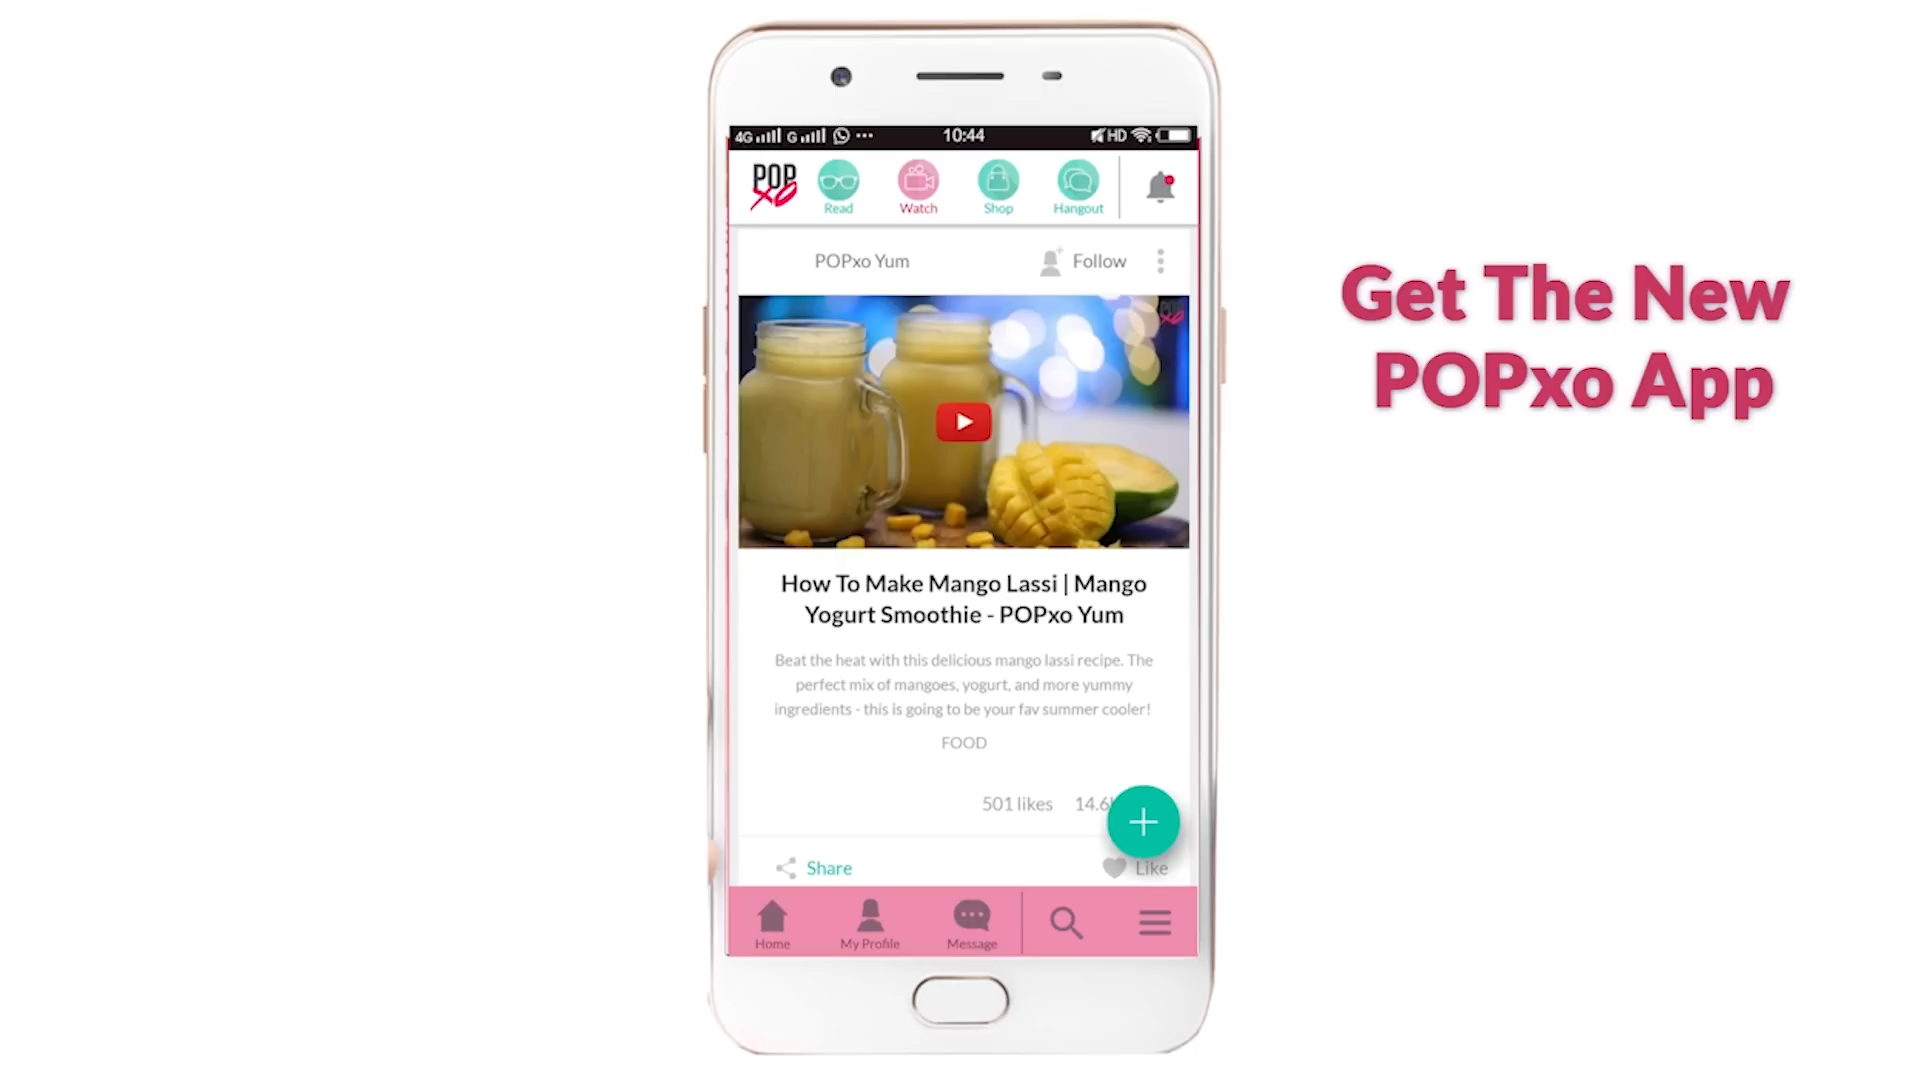 4G G 10:44 HD
POP
xo
Read Watch Shop Hangout
POPxo Yum Follow
How To Make Mango Lassi | Mango
Yogurt Smoothie - POPxo Yum
Beat the heat with this delicious mango lassi recipe. The
perfect mix of mangoes, yogurt, and more yummy
ingredients - this is going to be your fav summer cooler!
FOOD
501 likes 14.6
Share Like
Home My Profile Message
Get The New
POPxo App